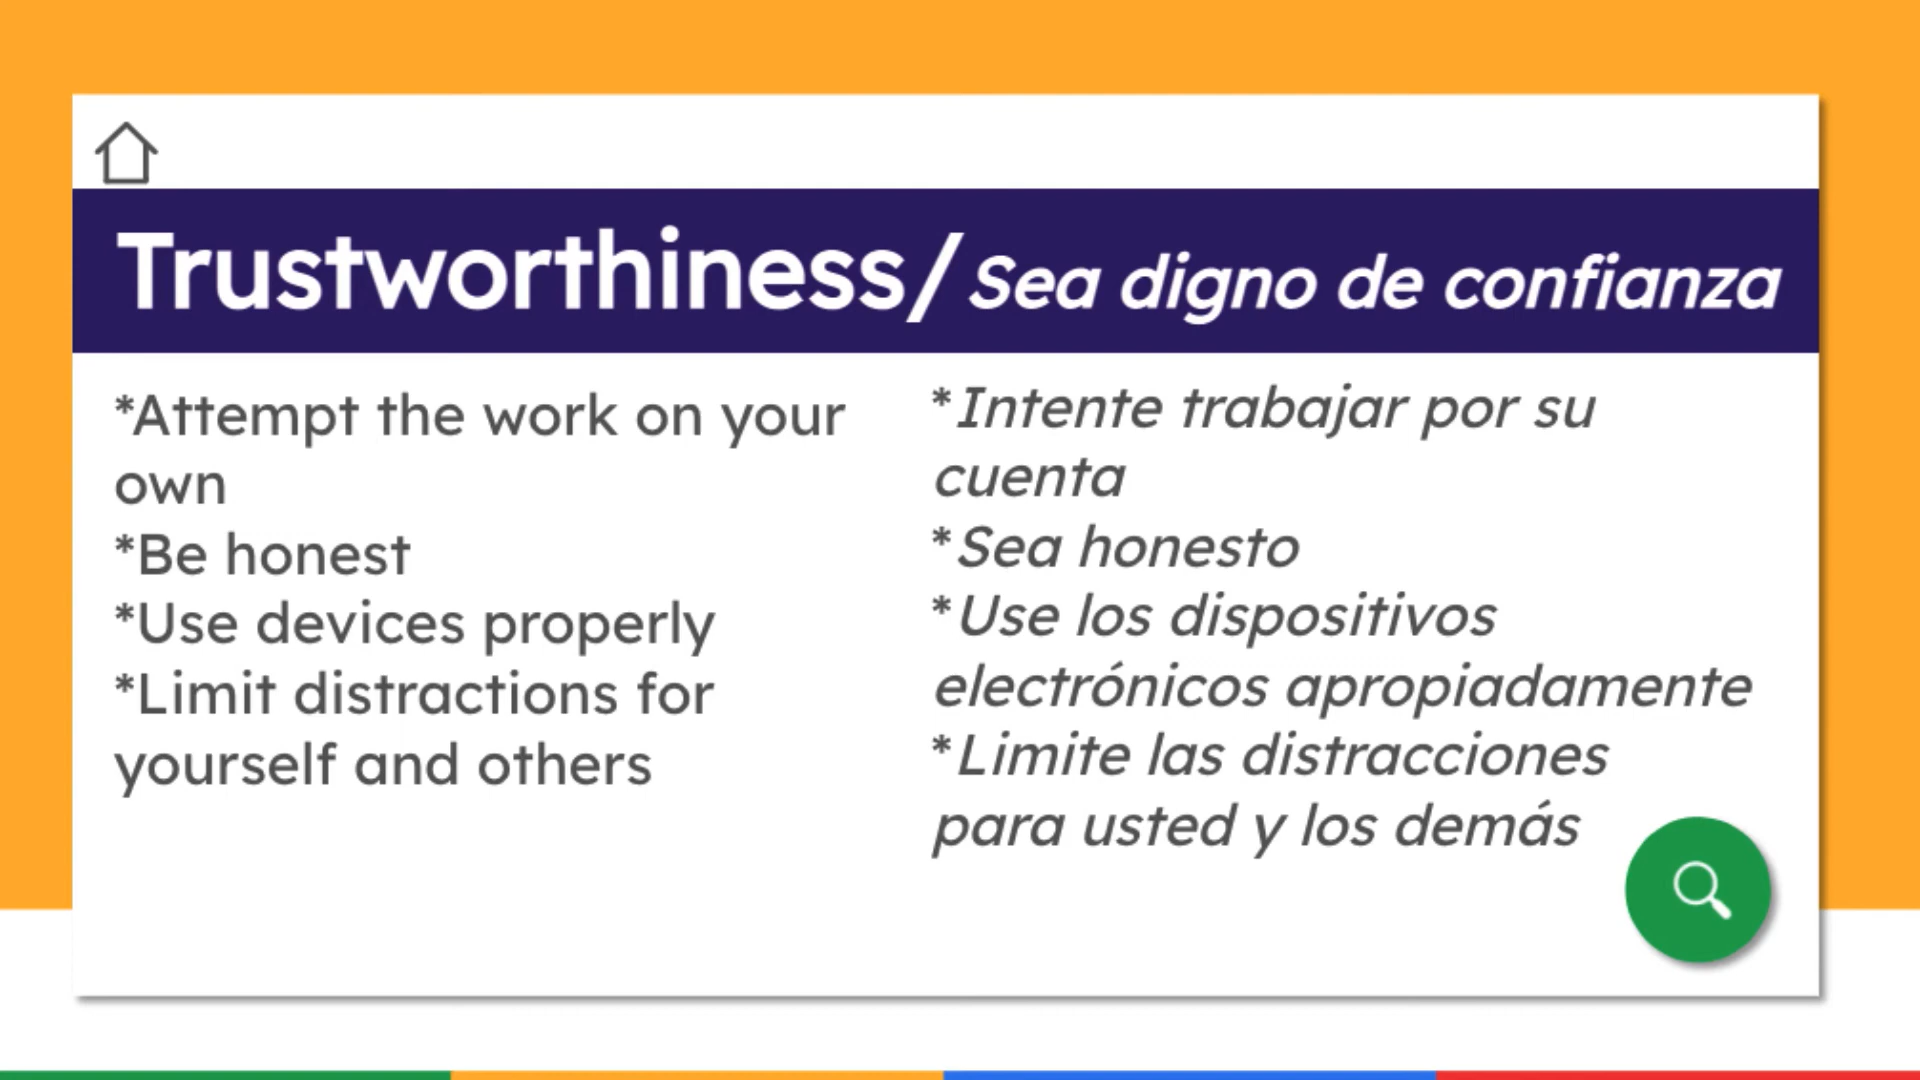 Trustworthiness/ Sea digno de confianza
*Attempt the work on your
own
*Be honest
*Use devices properly
*Limit distractions for
yourself and others
*Intente trabajar por su
cuenta
*Sea honesto
*Use los dispositivos
electrónicos apropiadamente
*Limite las distracciones
para usted y los demás